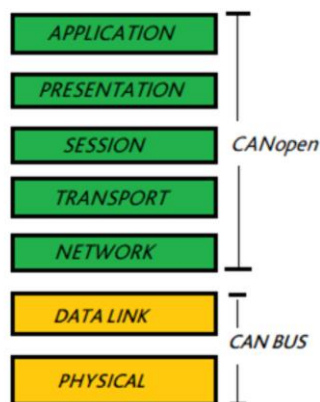 APPLICATION
PRESENTATION
SESSION
CANopen
TRANSPORT
NETWORK
DATA LINK
CAN BUS
PHYSICAL